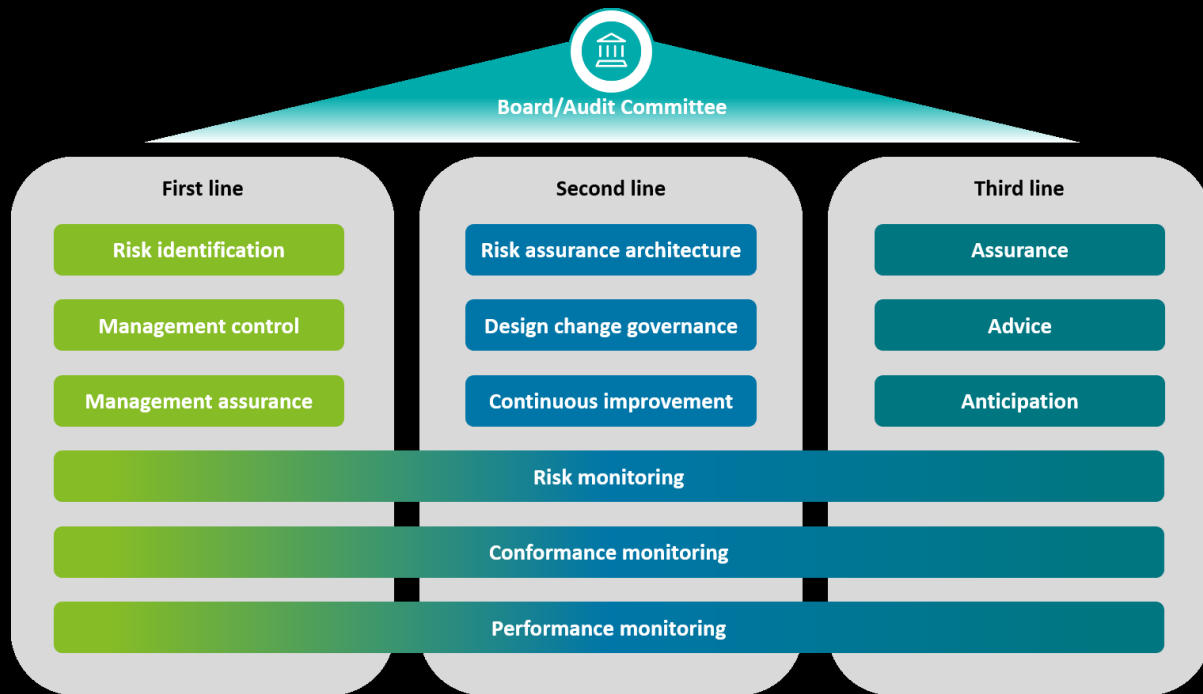 Board/Audit Committee
First line
Risk identification
Management control
Management assurance
Second line
Risk assurance architecture
Design change governance
Continuous improvement
Third line
Assurance
Advice
Anticipation
Risk monitoring
Conformance monitoring
Performance monitoring